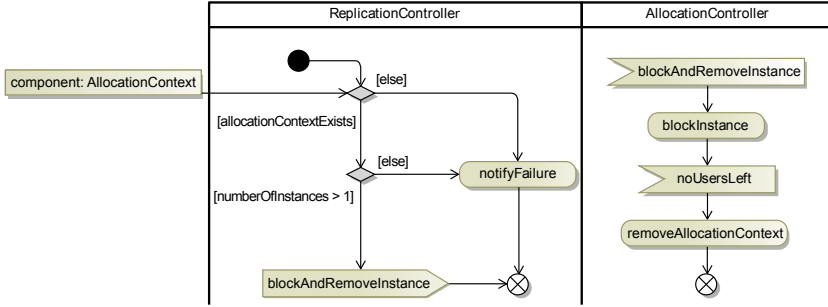 ReplicationController
AllocationController
component: AllocationContext
[else]
[allocationContextExists]
[else]
notifyFailure
[numberOfInstances > 1]
blockAndRemoveInstance
blockAndRemoveInstance
blockInstance
noUsersLeft
removeAllocationContext